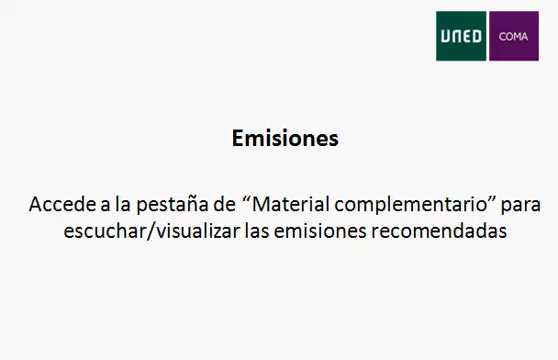 UNED COMA
Emisiones
Accede a la pestaña de “Material complementario” para
escuchar/visualizar las emisiones recomendadas